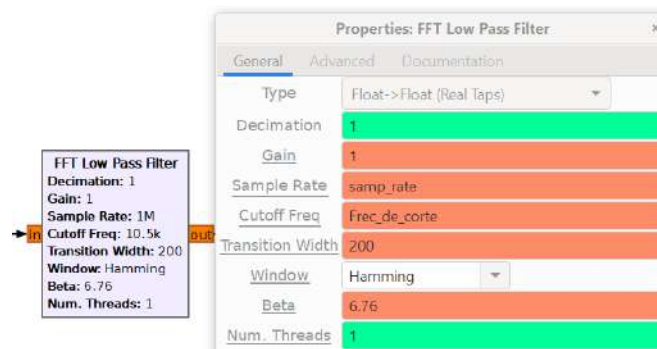 FFT Low Pass Filter
Decimation: 1
Gain: 1
Sample Rate: 1M
Cutoff Freq: 10.5k
Transition Width: 200
Window: Hamming
Beta: 6.76
Num. Threads: 1
in
out
Properties: FFT Low Pass Filter
General Advanced Documentation
Type Float->Float (Real Taps)
Decimation 1
Gain 1
Sample Rate samp_rate
Cutoff Freq Frec_de_corte
Transition Width 200
Window Hamming
Beta 6.76
Num. Threads 1